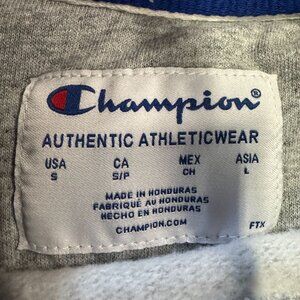 Champion®
AUTHENTIC ATHLETICWEAR
USA CA MEX ASIA
S S/P CH L
MADE IN HONDURAS
FABRIQUÉ AU HONDURAS
HECHO EN HONDURAS
CHAMPION.COM
FTX